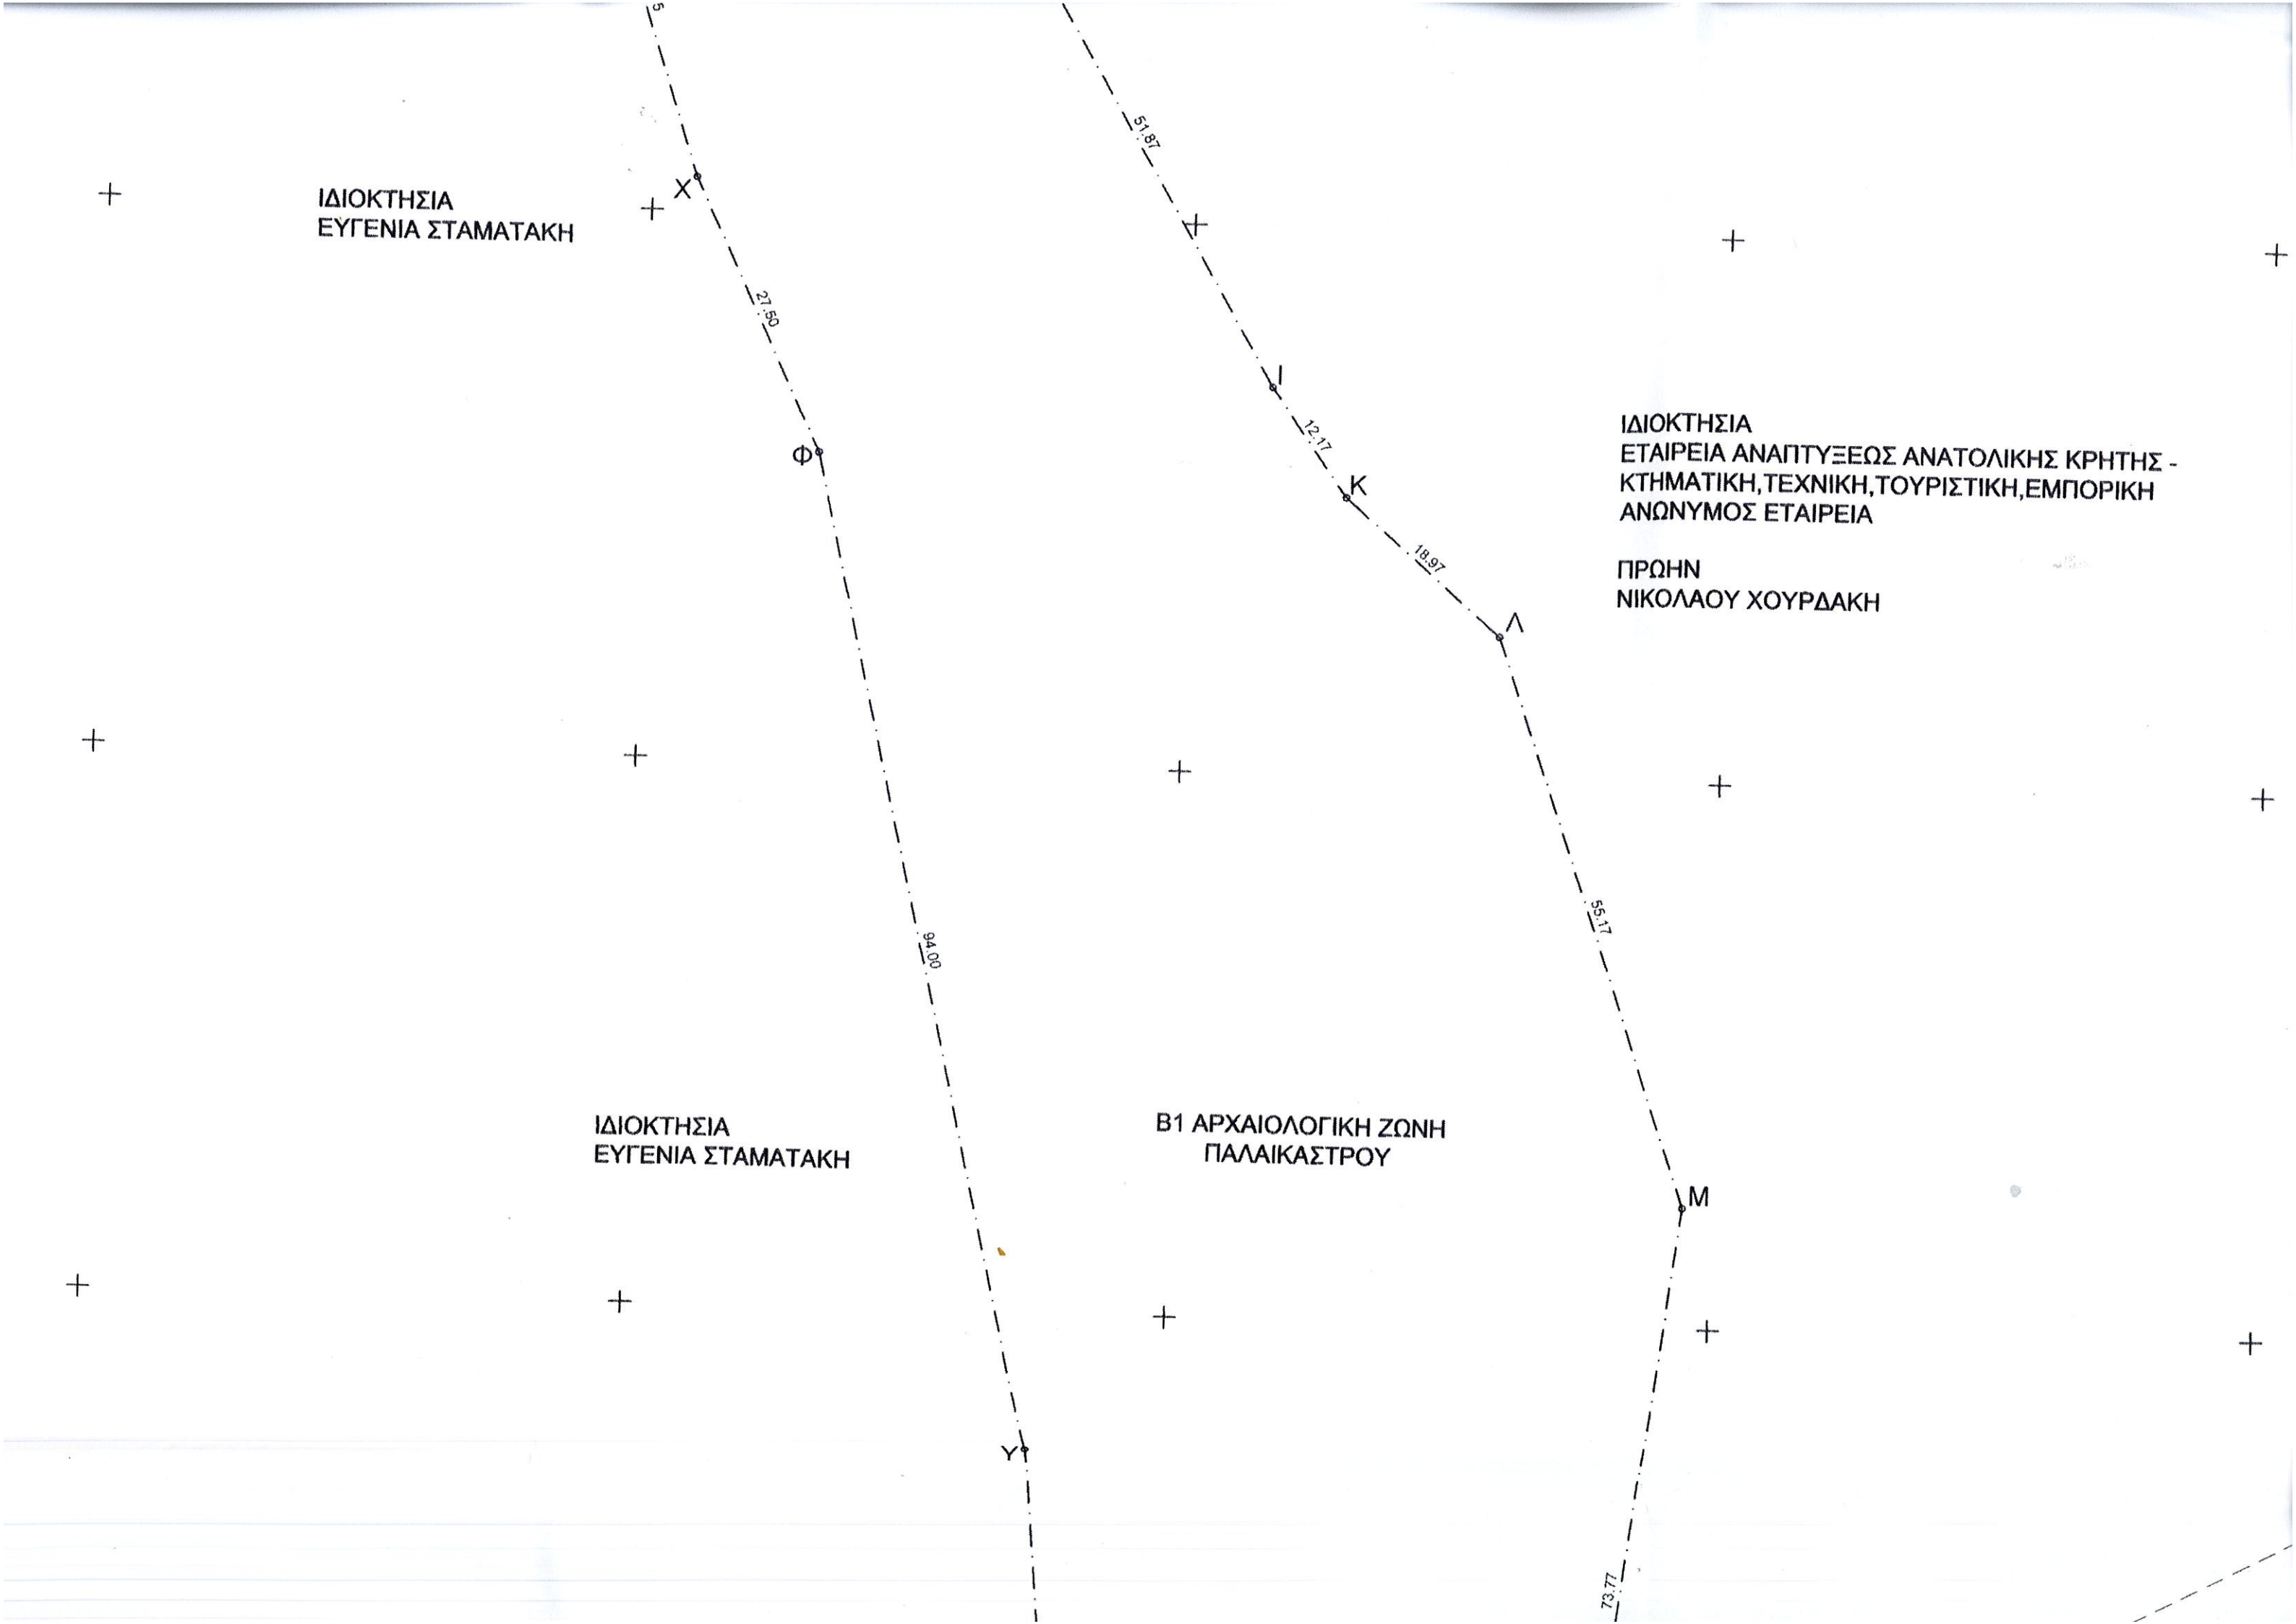 5
51.87
Χ
ΙΔΙΟΚΤΗΣΙΑ
ΕΥΓΕΝΙΑ ΣΤΑΜΑΤΑΚΗ
27.50
Ι
12.17
Φ
Κ
ΙΔΙΟΚΤΗΣΙΑ
ΕΤΑΙΡΕΙΑ ΑΝΑΠΤΥΞΕΩΣ ΑΝΑΤΟΛΙΚΗΣ ΚΡΗΤΗΣ -
ΚΤΗΜΑΤΙΚΗ,ΤΕΧΝΙΚΗ,ΤΟΥΡΙΣΤΙΚΗ,ΕΜΠΟΡΙΚΗ
ΑΝΩΝΥΜΟΣ ΕΤΑΙΡΕΙΑ
ΠΡΩΗΝ
ΝΙΚΟΛΑΟΥ ΧΟΥΡΔΑΚΗ
18.97
Λ
55.17
94.00
ΙΔΙΟΚΤΗΣΙΑ
ΕΥΓΕΝΙΑ ΣΤΑΜΑΤΑΚΗ
Β1 ΑΡΧΑΙΟΛΟΓΙΚΗ ΖΩΝΗ
ΠΑΛΑΙΚΑΣΤΡΟΥ
Μ
Υ
73.77